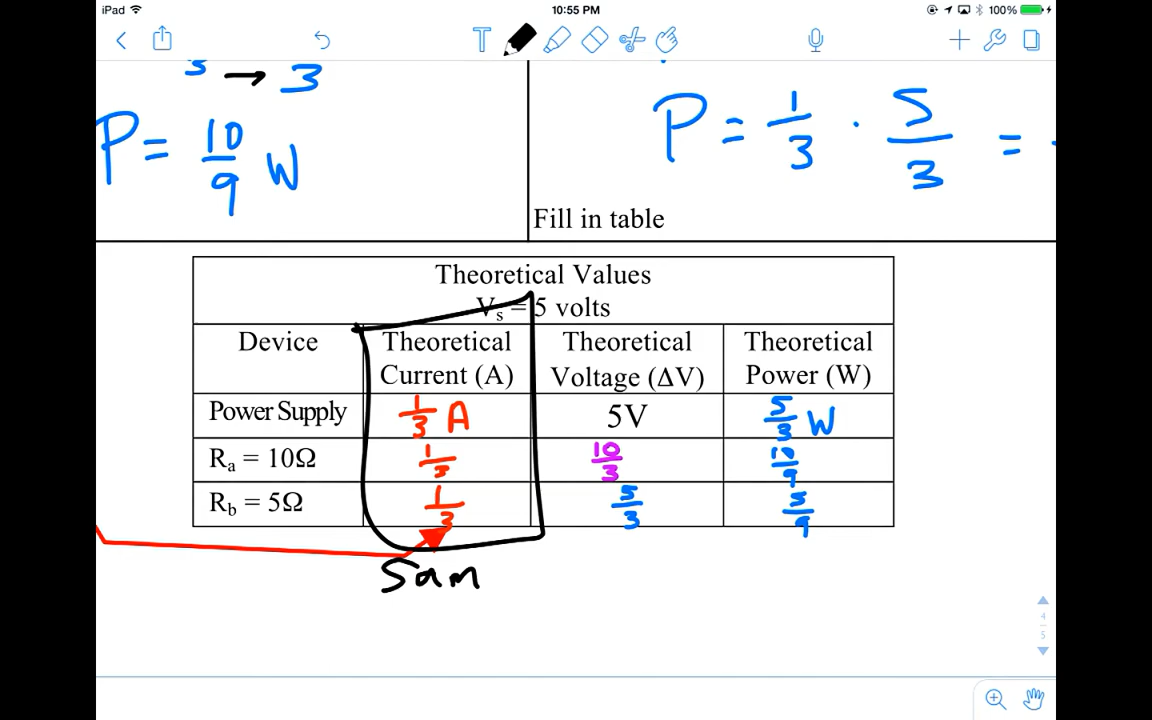 iPad 10:55 PM 100%
T
3 → 3
P = 10/9 W
P = 1/3 · 5/3 =
Fill in table
Theoretical Values
Vs = 5 volts
Device Theoretical Current (A) Theoretical Voltage (ΔV) Theoretical Power (W)
Power Supply 1/3 A 5V 5/3 W
Ra = 10Ω 1/3 10/3 10/9
Rb = 5Ω 1/3 5/3 5/9
Sam
4
5